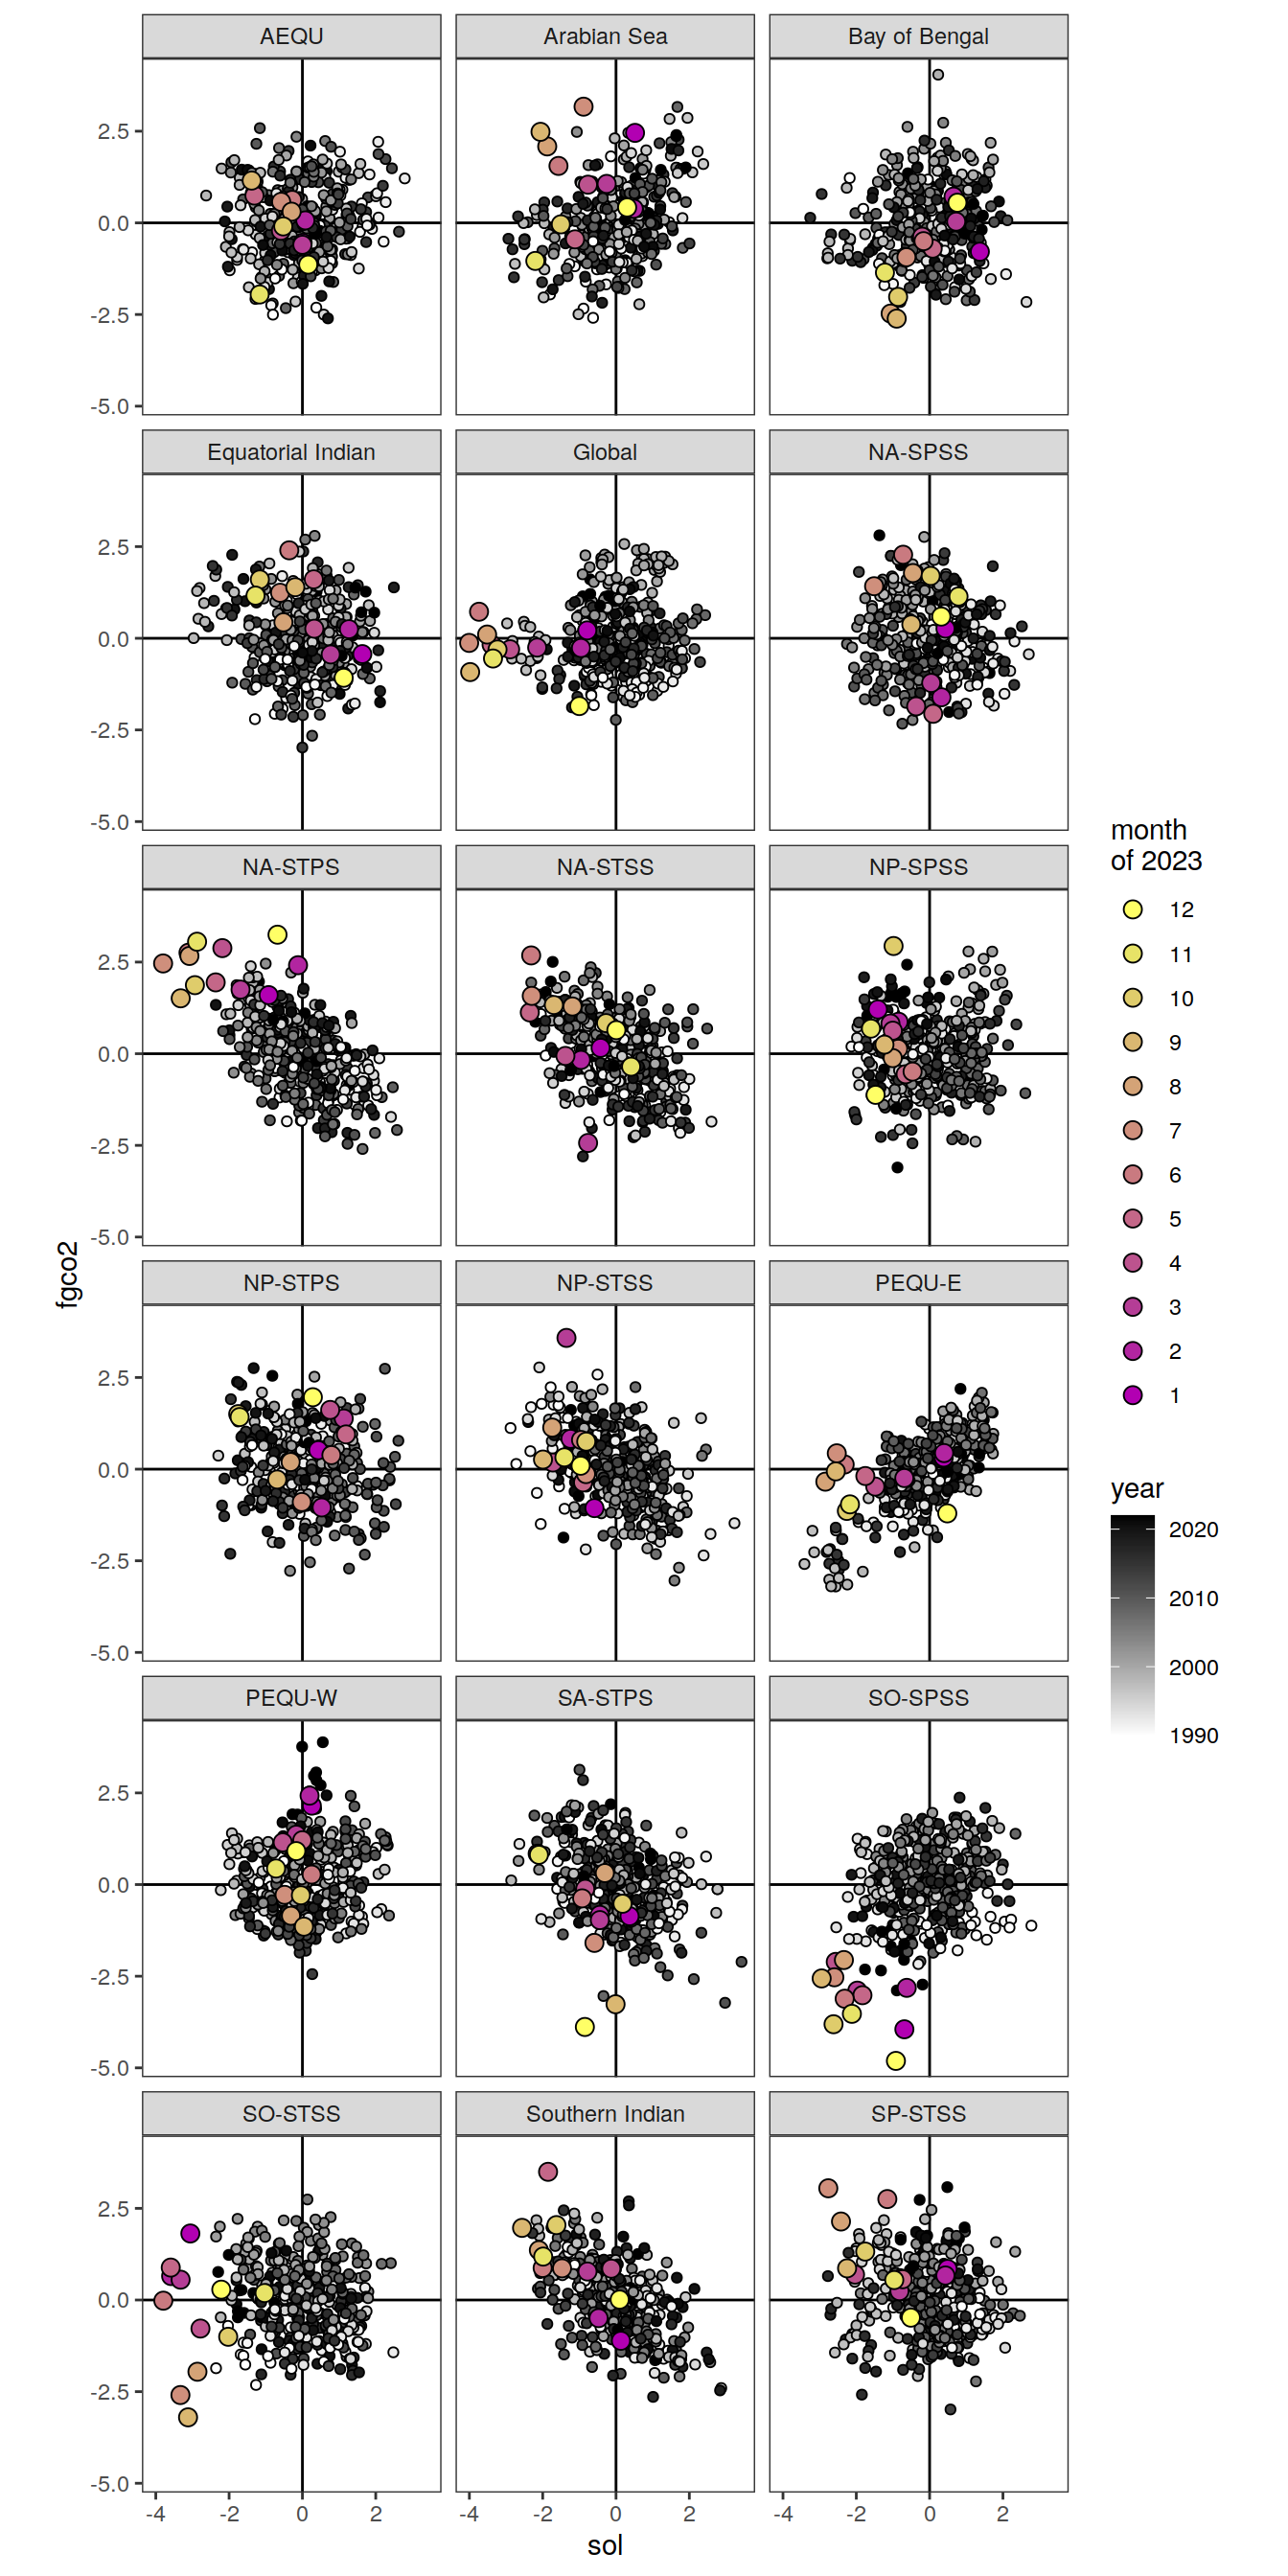 AEQU
Arabian Sea
Bay of Bengal
2.5
0.0
-2.5
-5.0
Equatorial Indian
Global
NA-SPSS
2.5
0.0
-2.5
-5.0
NA-STPS
NA-STSS
NP-SPSS
2.5
0.0
-2.5
-5.0
NP-STPS
NP-STSS
PEQU-E
2.5
0.0
-2.5
-5.0
PEQU-W
SA-STPS
SO-SPSS
2.5
0.0
-2.5
-5.0
SO-STSS
Southern Indian
SP-STSS
2.5
0.0
-2.5
-5.0
-4 -2 0 2
-4 -2 0 2
-4 -2 0 2
sol
fgco2
month
of 2023
12
11
10
9
8
7
6
5
4
3
2
1
year
2020
2010
2000
1990